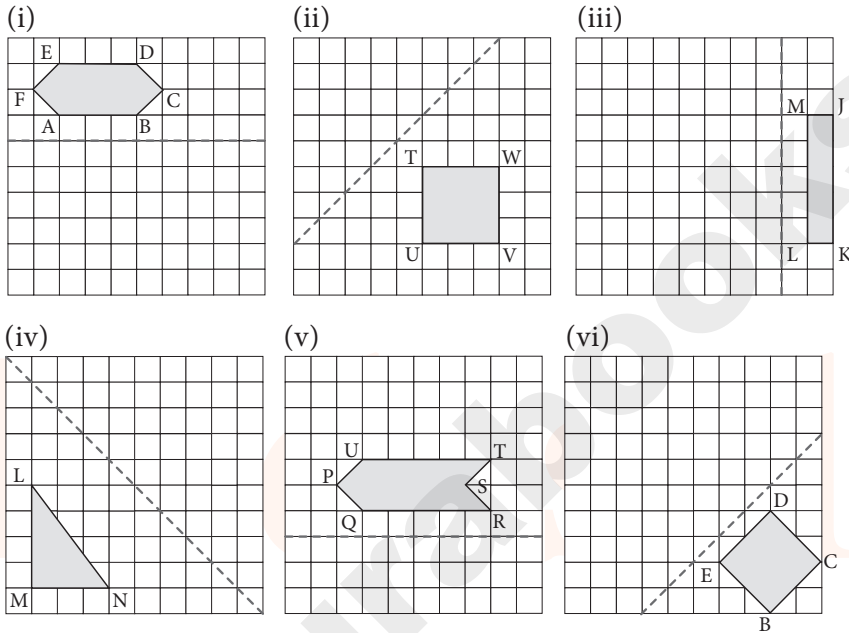 (i) (ii) (iii)
E D
F C
A B
T W
U V
M J
L K
(iv) (v) (vi)
L
M N
U T
P S
Q R
D
E C
B